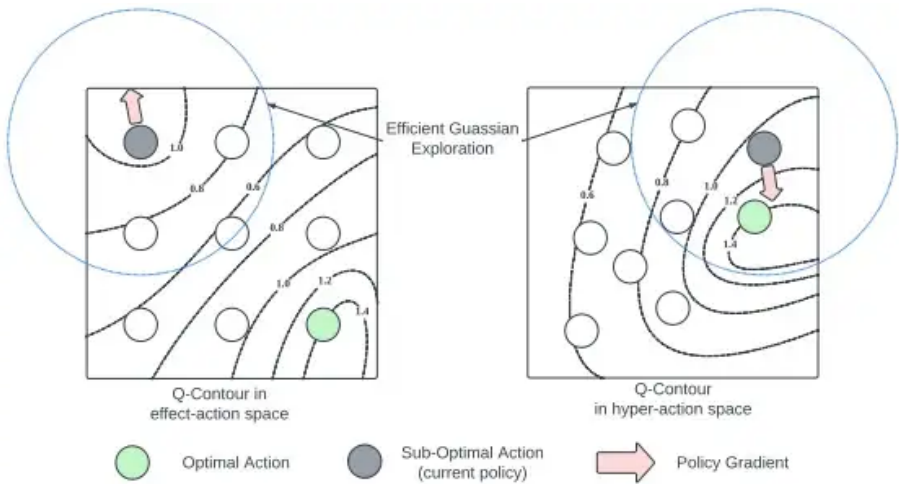 1.0
0.8
0.6
0.8
1.0
1.2
1.4
Efficient Guassian
Exploration
0.6
0.8
1.0
1.2
1.4
Q-Contour in
effect-action space
Q-Contour
in hyper-action space
Optimal Action
Sub-Optimal Action
(current policy)
Policy Gradient